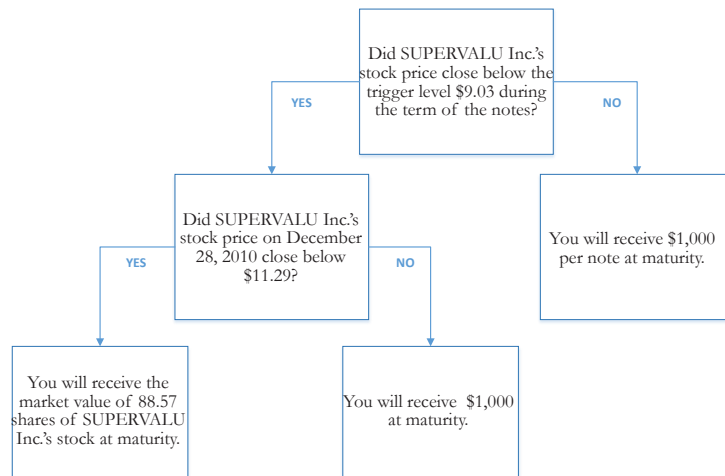 Did SUPERVALU Inc.'s
stock price close below the
trigger level $9.03 during
the term of the notes?
YES
NO
Did SUPERVALU Inc.'s
stock price on December
28, 2010 close below
$11.29?
You will receive $1,000
per note at maturity.
YES
NO
You will receive the
market value of 88.57
shares of SUPERVALU
Inc.'s stock at maturity.
You will receive $1,000
at maturity.